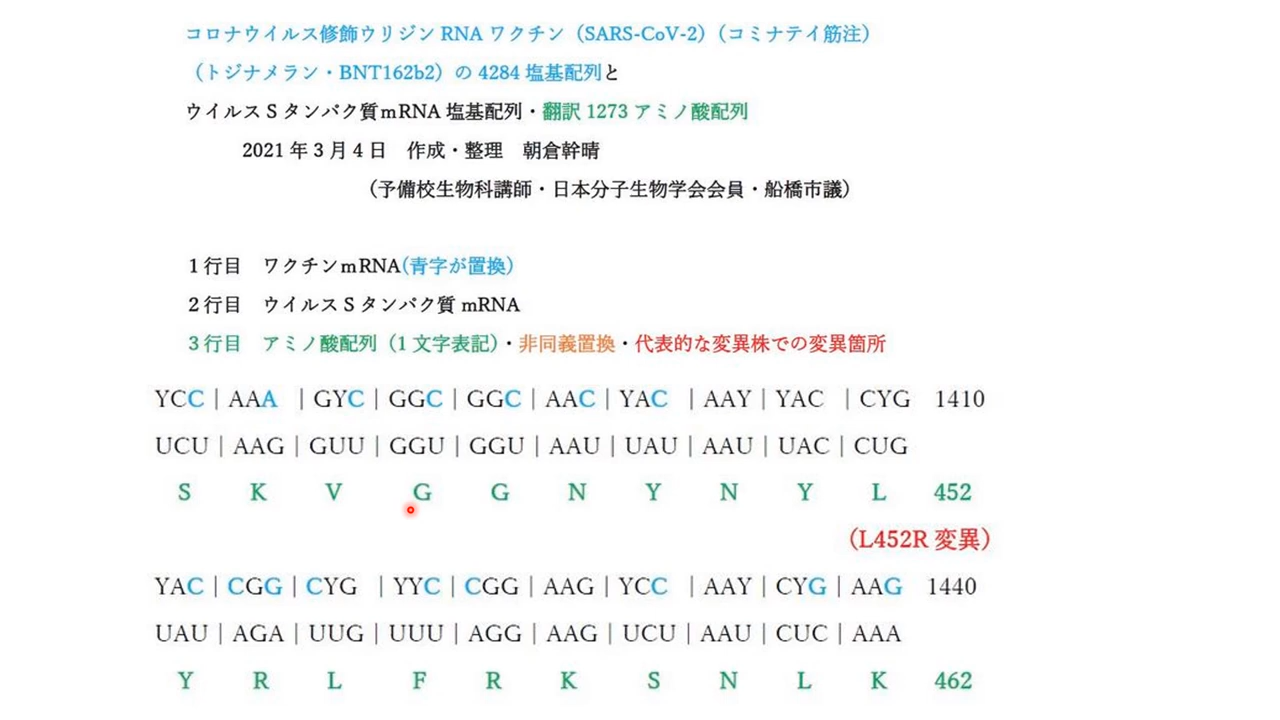 コロナウイルス修飾ウリジン RNA ワクチン（SARS-CoV-2）（コミナテイ筋注）
（トジナメラン・BNT162b2）の 4284 塩基配列と
ウイルス S タンパク質ｍRNA 塩基配列・翻訳 1273 アミノ酸配列
2021 年 3 月 4 日　作成・整理　朝倉幹晴
（予備校生物科講師・日本分子生物学会会員・船橋市議）
1 行目　ワクチンｍRNA(青字が置換）
2 行目　ウイルス S タンパク質 mRNA
3 行目　アミノ酸配列（1 文字表記）・非同義置換・代表的な変異株での変異箇所
YCC | AAA | GYC | GGC | GGC | AAC | YAC | AAY | YAC | CYG 1410
UCU | AAG | GUU | GGU | GGU | AAU | UAU | AAU | UAC | CUG
S K V G G N Y N Y L 452
（L452R 変異）
YAC | CGG | CYG | YYC | CGG | AAG | YCC | AAY | CYG | AAG 1440
UAU | AGA | UUG | UUU | AGG | AAG | UCU | AAU | CUC | AAA
Y R L F R K S N L K 462